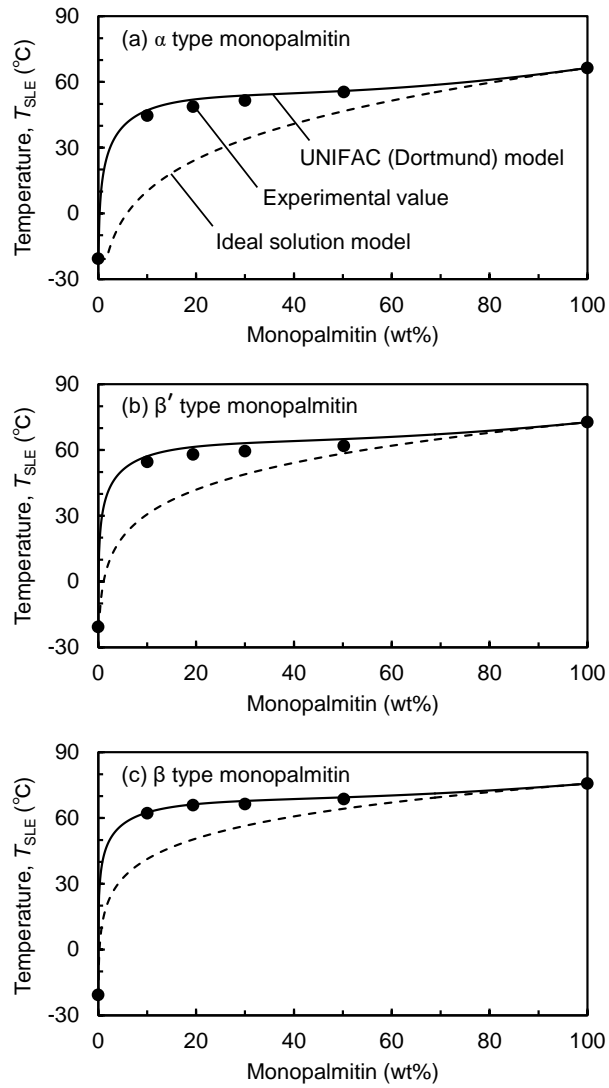 90
(a) α type monopalmitin
60
30
UNIFAC (Dortmund) model
Experimental value
0
Ideal solution model
-30
0 20 40 60 80 100
Monopalmitin (wt%)
Temperature, TSLE (℃)
90
(b) β′ type monopalmitin
60
30
0
-30
0 20 40 60 80 100
Monopalmitin (wt%)
Temperature, TSLE (℃)
90
(c) β type monopalmitin
60
30
0
-30
0 20 40 60 80 100
Monopalmitin (wt%)
Temperature, TSLE (℃)